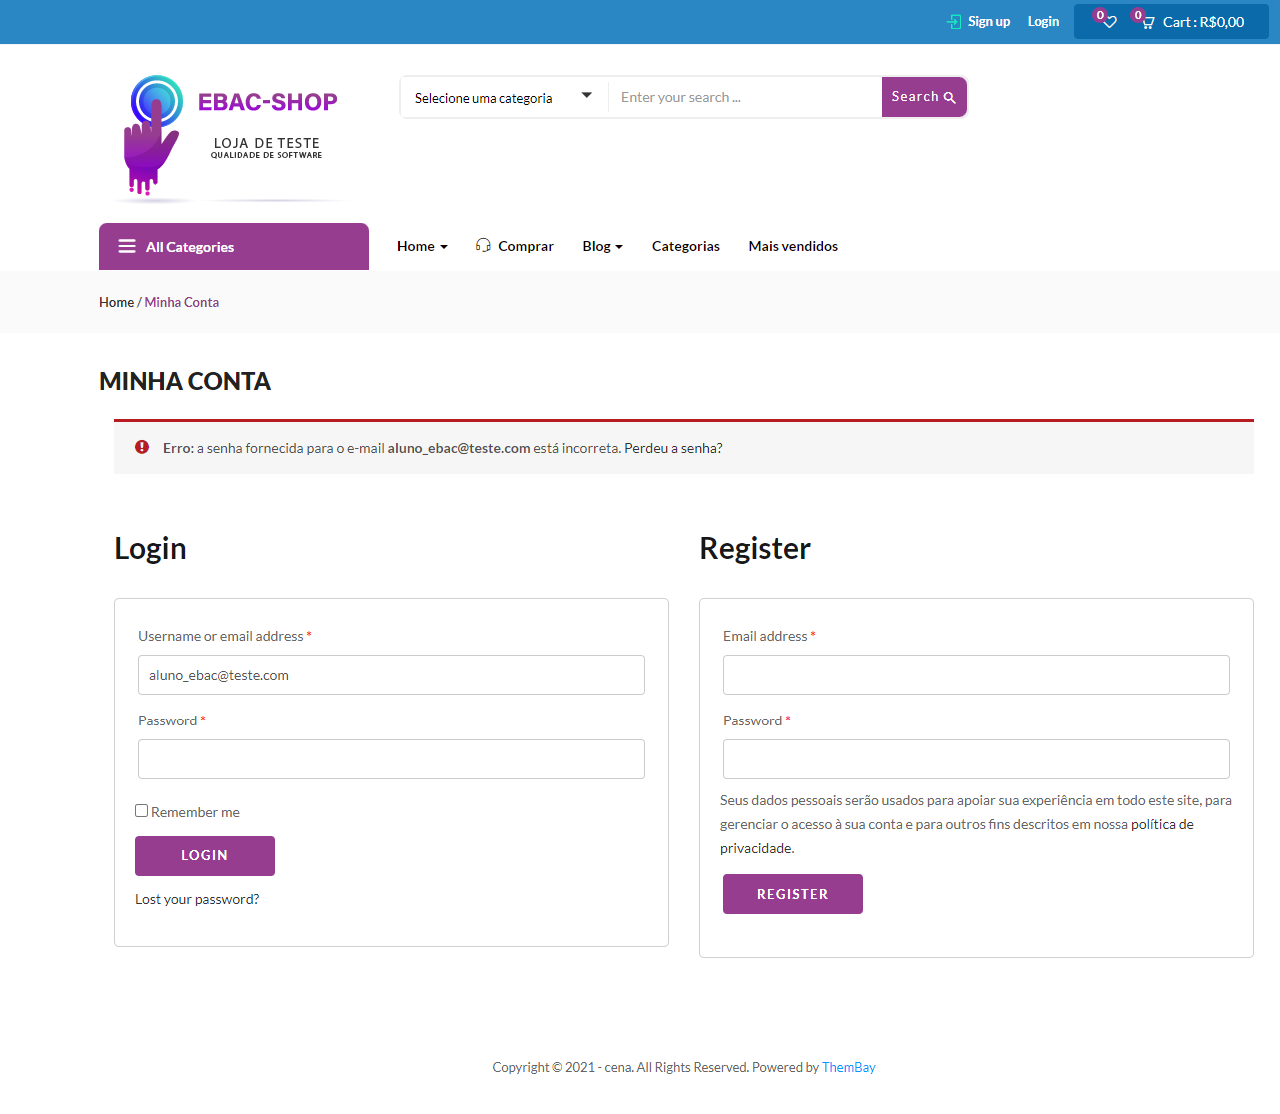 Sign up Login 0 0 Cart : R$0,00
EBAC-SHOP
LOJA DE TESTE
QUALIDADE DE SOFTWARE
Selione uma categoria Enter your search ... Search
All Categories Home Comprar Blog Categorias Mais vendidos
Home / Minha Conta
MINHA CONTA
Erro: a senha fornecida para o e-mail aluno_ebac@teste.com está incorreta. Perdeu a senha?
Login
Username or email address *
aluno_ebac@teste.com
Password *
Remember me
LOGIN
Lost your password?
Register
Email address *
Password *
Seus dados pessoais serão usados para apoiar sua experiência em todo este site, para
gerenciar o acesso à sua conta e para outros fins descritos em nossa política de
privacidade.
REGISTER
Copyright © 2021 - cena. All Rights Reserved. Powered by ThemBay